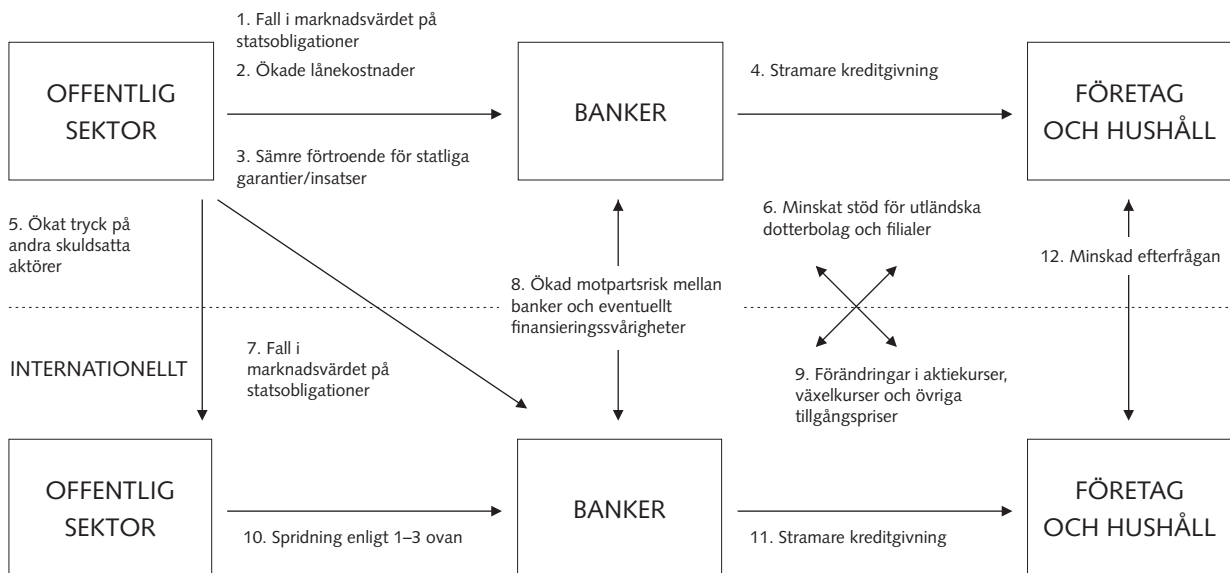 1. Fall i marknadsvärdet på
statsobligationer
2. Ökade lånekostnader
4. Stramare kreditgivning
OFFENTLIG
SEKTOR
BANKER
FÖRETAG
OCH HUSHÅLL
3. Sämre förtroende för statliga
garantier/insatser
5. Ökat tryck på
andra skuldsatta
aktörer
6. Minskat stöd för utländska
dotterbolag och filialer
12. Minskad efterfrågan
8. Ökad motpartsrisk mellan
banker och eventuellt
finansieringssvårigheter
INTERNATIONELLT
7. Fall i
marknadsvärdet på
statsobligationer
9. Förändringar i aktiekurser,
växelkurser och övriga
tillgångspriser
OFFENTLIG
SEKTOR
BANKER
FÖRETAG
OCH HUSHÅLL
10. Spridning enligt 1–3 ovan
11. Stramare kreditgivning